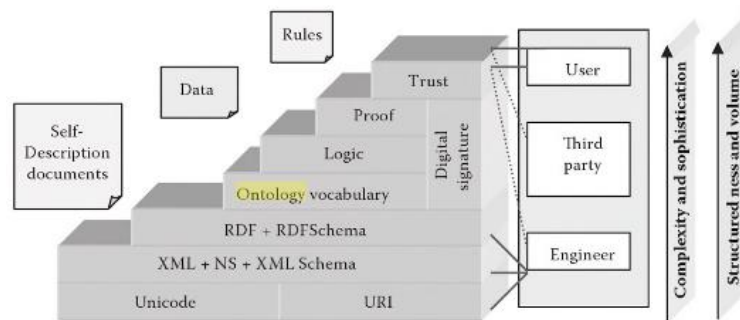 Rules
Trust
User
Data
Proof
Self-
Description
documents
Logic
Digital
signature
Third
party
Ontology vocabulary
RDF + RDFSchema
Engineer
XML + NS + XML Schema
Unicode
URI
Complexity and sophistication
Structured ness and volume